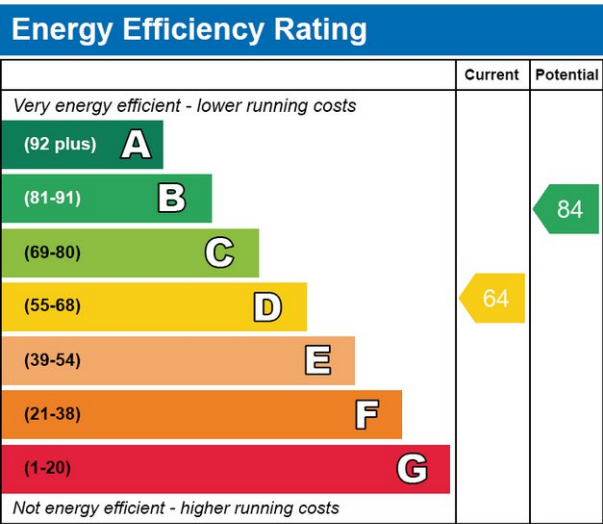 Energy Efficiency Rating
Current Potential
Very energy efficient - lower running costs
(92 plus) A
(81-91) B
84
(69-80) C
(55-68) D
64
(39-54) E
(21-38) F
(1-20) G
Not energy efficient - higher running costs